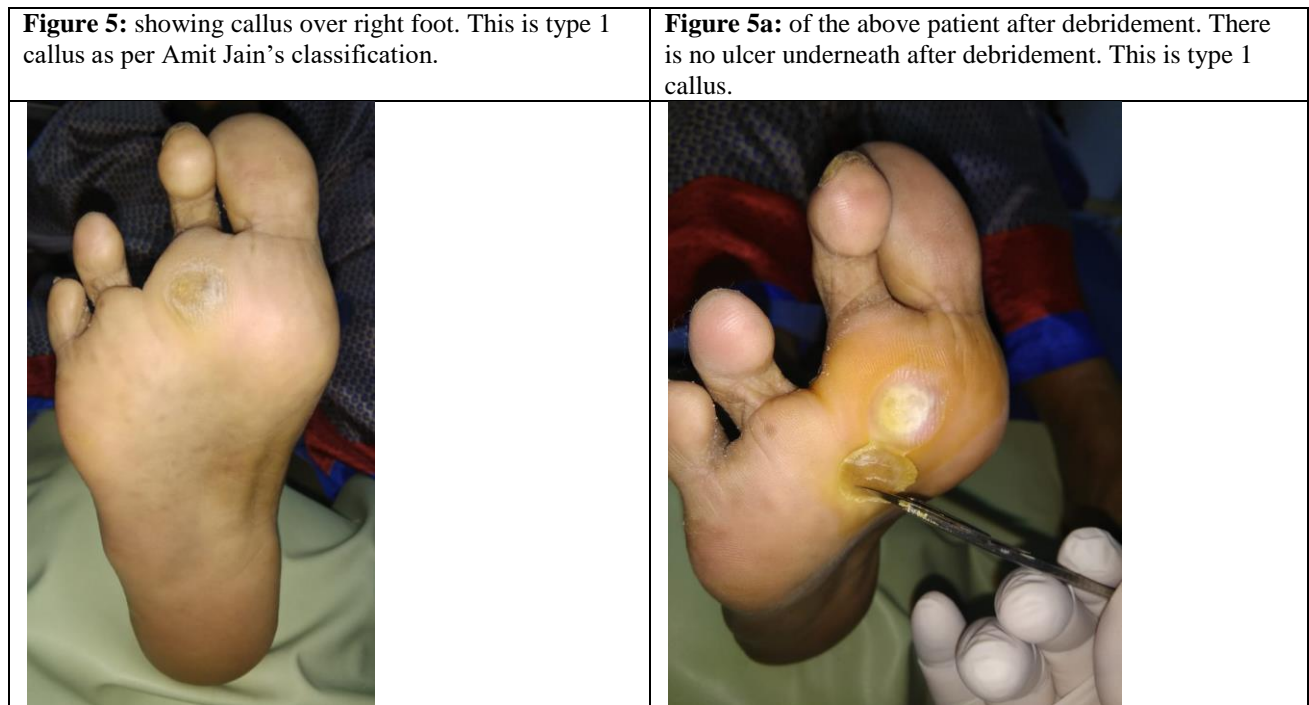 Figure 5: showing callus over right foot. This is type 1
callus as per Amit Jain’s classification.
Figure 5a: of the above patient after debridement. There
is no ulcer underneath after debridement. This is type 1
callus.